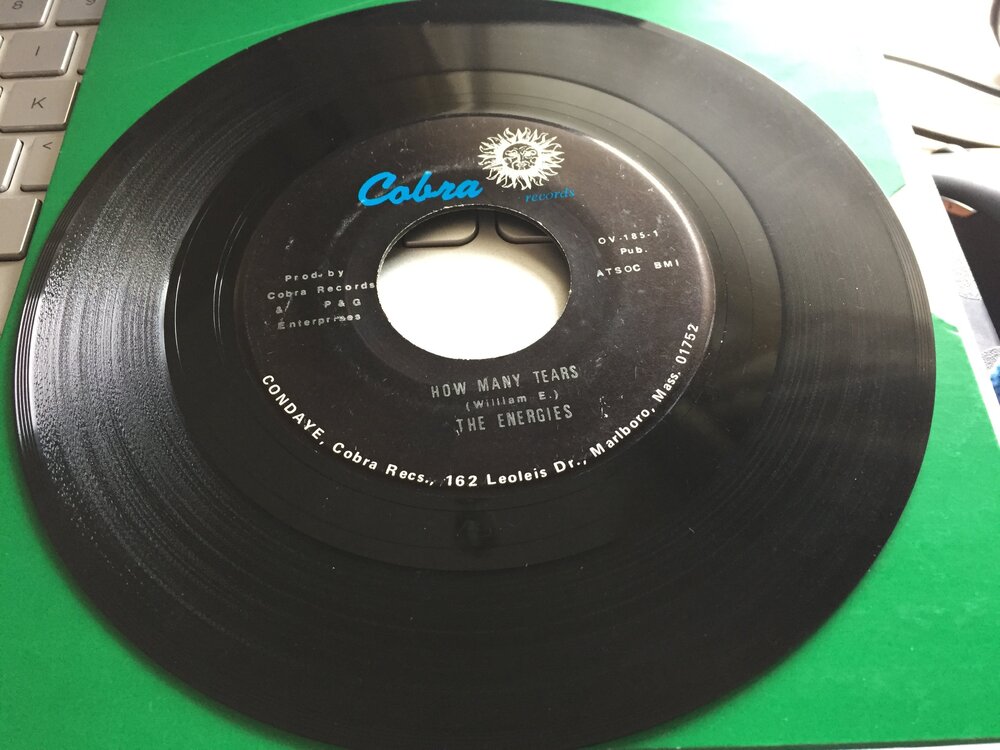 S
I
K
<
Cobra
records
OV-185-1
Pub.
ATSOC BMI
Prod. by
Cobra Records
& P & G
Enterprises
HOW MANY TEARS
(William E.)
THE ENERGIES
CONDAYE, Cobra Recs., 162 Leoleis Dr., Marlboro, Mass. 01752